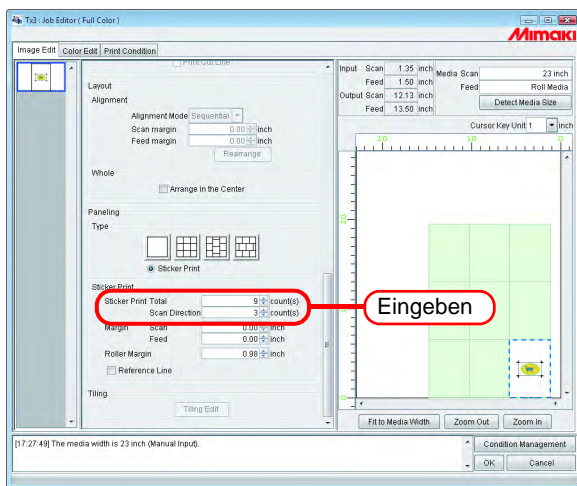 Tx3 : Job Editor ( Full Color )
Mimaki
Image Edit Color Edit Print Condition
Print Cut Line
Layout
Alignment
Alignment Mode Sequential
Scan margin 0.00 inch
Feed margin 0.00 inch
Rearrange
Whole
Arrange in the Center
Paneling
Type
Sticker Print
Sticker Print
Sticker Print Total 9 count(s)
Scan Direction 3 count(s)
Margin Scan 0.00 inch
Feed 0.00 inch
Roller Margin 0.98 inch
Reference Line
Tiling
Tiling Edit
Eingeben
Input Scan 1.35 inch
Feed 1.50 inch
Output Scan 12.13 inch
Feed 13.50 inch
Media Scan 23 inch
Feed Roll Media
Detect Media Size
Cursor Key Unit 1 inch
20 10 0
20
0
Fit to Media Width Zoom Out Zoom In
[17:27:49] The media width is 23 inch (Manual Input).
Condition Management
OK Cancel